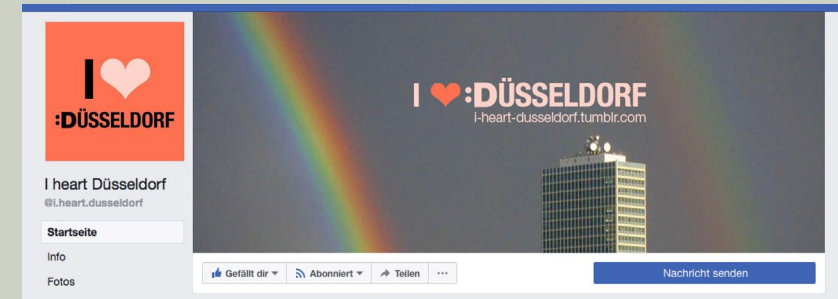 I ❤
:DÜSSELDORF
I heart Düsseldorf
@i.heart.dusseldorf
Startseite
Info
Fotos
I ❤:DÜSSELDORF
i-heart-dusseldorf.tumblr.com
Gefällt dir
Abonniert
Teilen
...
Nachricht senden